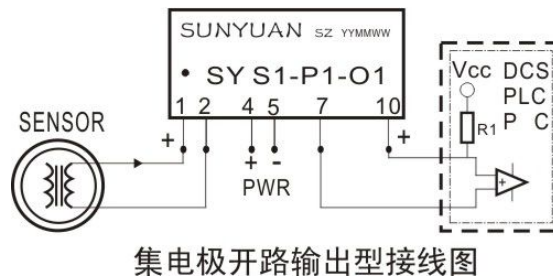 SUNYUAN SZ YYMMWW
• SY S1-P1-O1
1 2 4 5 7 10
SENSOR
+
+ -
PWR
+
Vcc DCS
PLC
R1 P C
+
集电极开路输出型接线图